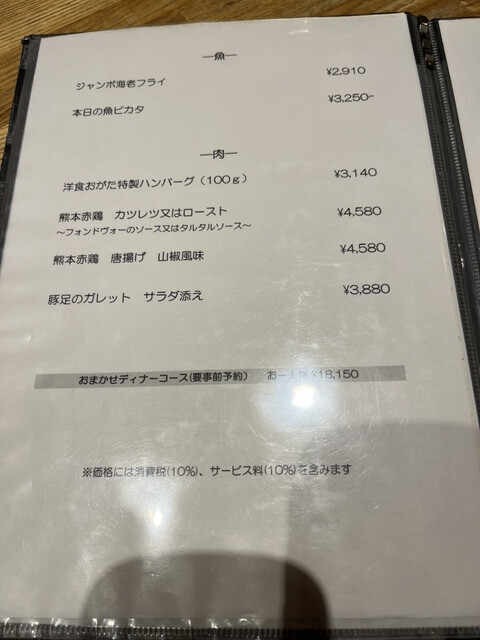 ―魚―
ジャンボ海老フライ ¥2,910
本日の魚ピカタ ¥3,250~
―肉―
洋食おがた特製ハンバーグ（100ｇ） ¥3,140
熊本赤鶏　カツレツ又はロースト ¥4,580
～フォンドヴォーのソース又はタルタルソース～
熊本赤鶏　唐揚げ　山椒風味 ¥4,580
豚足のガレット　サラダ添え ¥3,880
おまかせディナーコース(要事前予約) お一人様 ¥18,150
※価格には消費税(10%)、サービス料(10%)を含みます